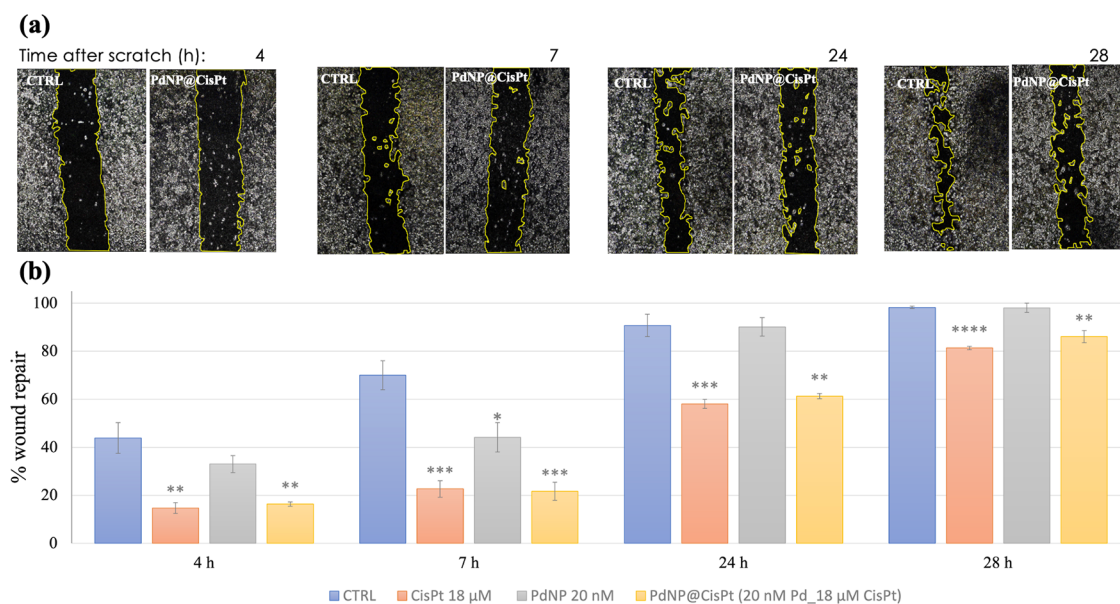 (a)
Time after scratch (h): 4 7 24 28
CTRL PdNP@CisPt CTRL PdNP@CisPt CTRL PdNP@CisPt CTRL PdNP@CisPt
(b)
% wound repair
100
80
60
40
20
0
** ** *** * *** *** ** **** **
4 h 7 h 24 h 28 h
CTRL CisPt 18 µM PdNP 20 nM PdNP@CisPt (20 nM Pd_18 µM CisPt)